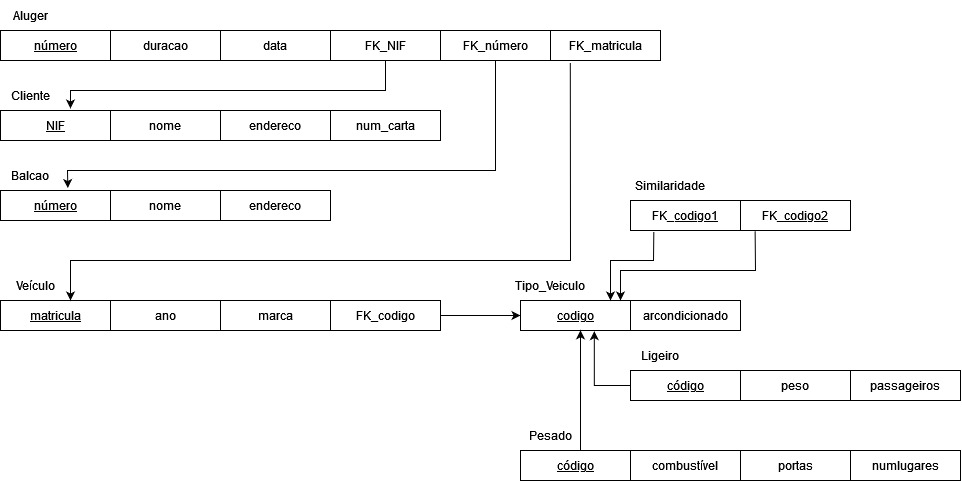 Aluger
número duracao data FK_NIF FK_número FK_matricula
Cliente
NIF nome endereco num_carta
Balcao
número nome endereco
Similaridade
FK_codigo1 FK_codigo2
Veículo
matricula ano marca FK_codigo
Tipo_Veiculo
codigo arcondicionado
Ligeiro
código peso passageiros
Pesado
código combustível portas numlugares